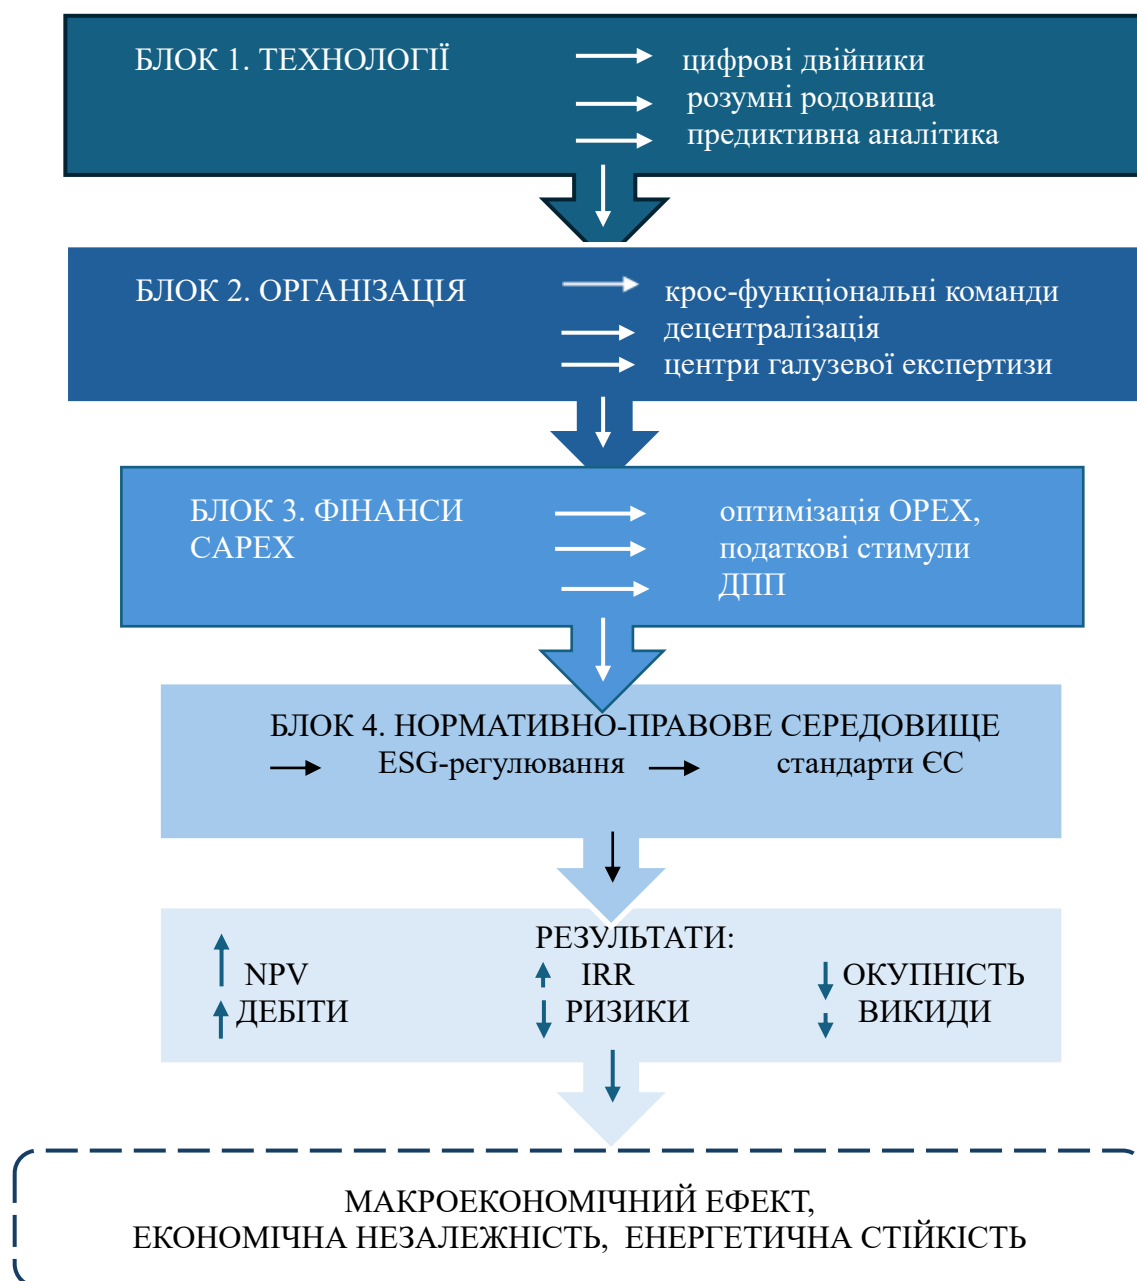 БЛОК 1. ТЕХНОЛОГІЇ
цифрові двійники
розумні родовища
предиктивна аналітика
БЛОК 2. ОРГАНІЗАЦІЯ
крос-функціональні команди
децентралізація
центри галузевої експертизи
БЛОК 3. ФІНАНСИ
CAPEX
оптимізація OPEX,
податкові стимули
ДПП
БЛОК 4. НОРМАТИВНО-ПРАВОВЕ СЕРЕДОВИЩЕ
ESG-регулювання стандарти ЄС
РЕЗУЛЬТАТИ:
NPV IRR ОКУПНІСТЬ
ДЕБІТИ РИЗИКИ ВИКИДИ
МАКРОЕКОНОМІЧНИЙ ЕФЕКТ,
ЕКОНОМІЧНА НЕЗАЛЕЖНІСТЬ, ЕНЕРГЕТИЧНА СТІЙКІСТЬ